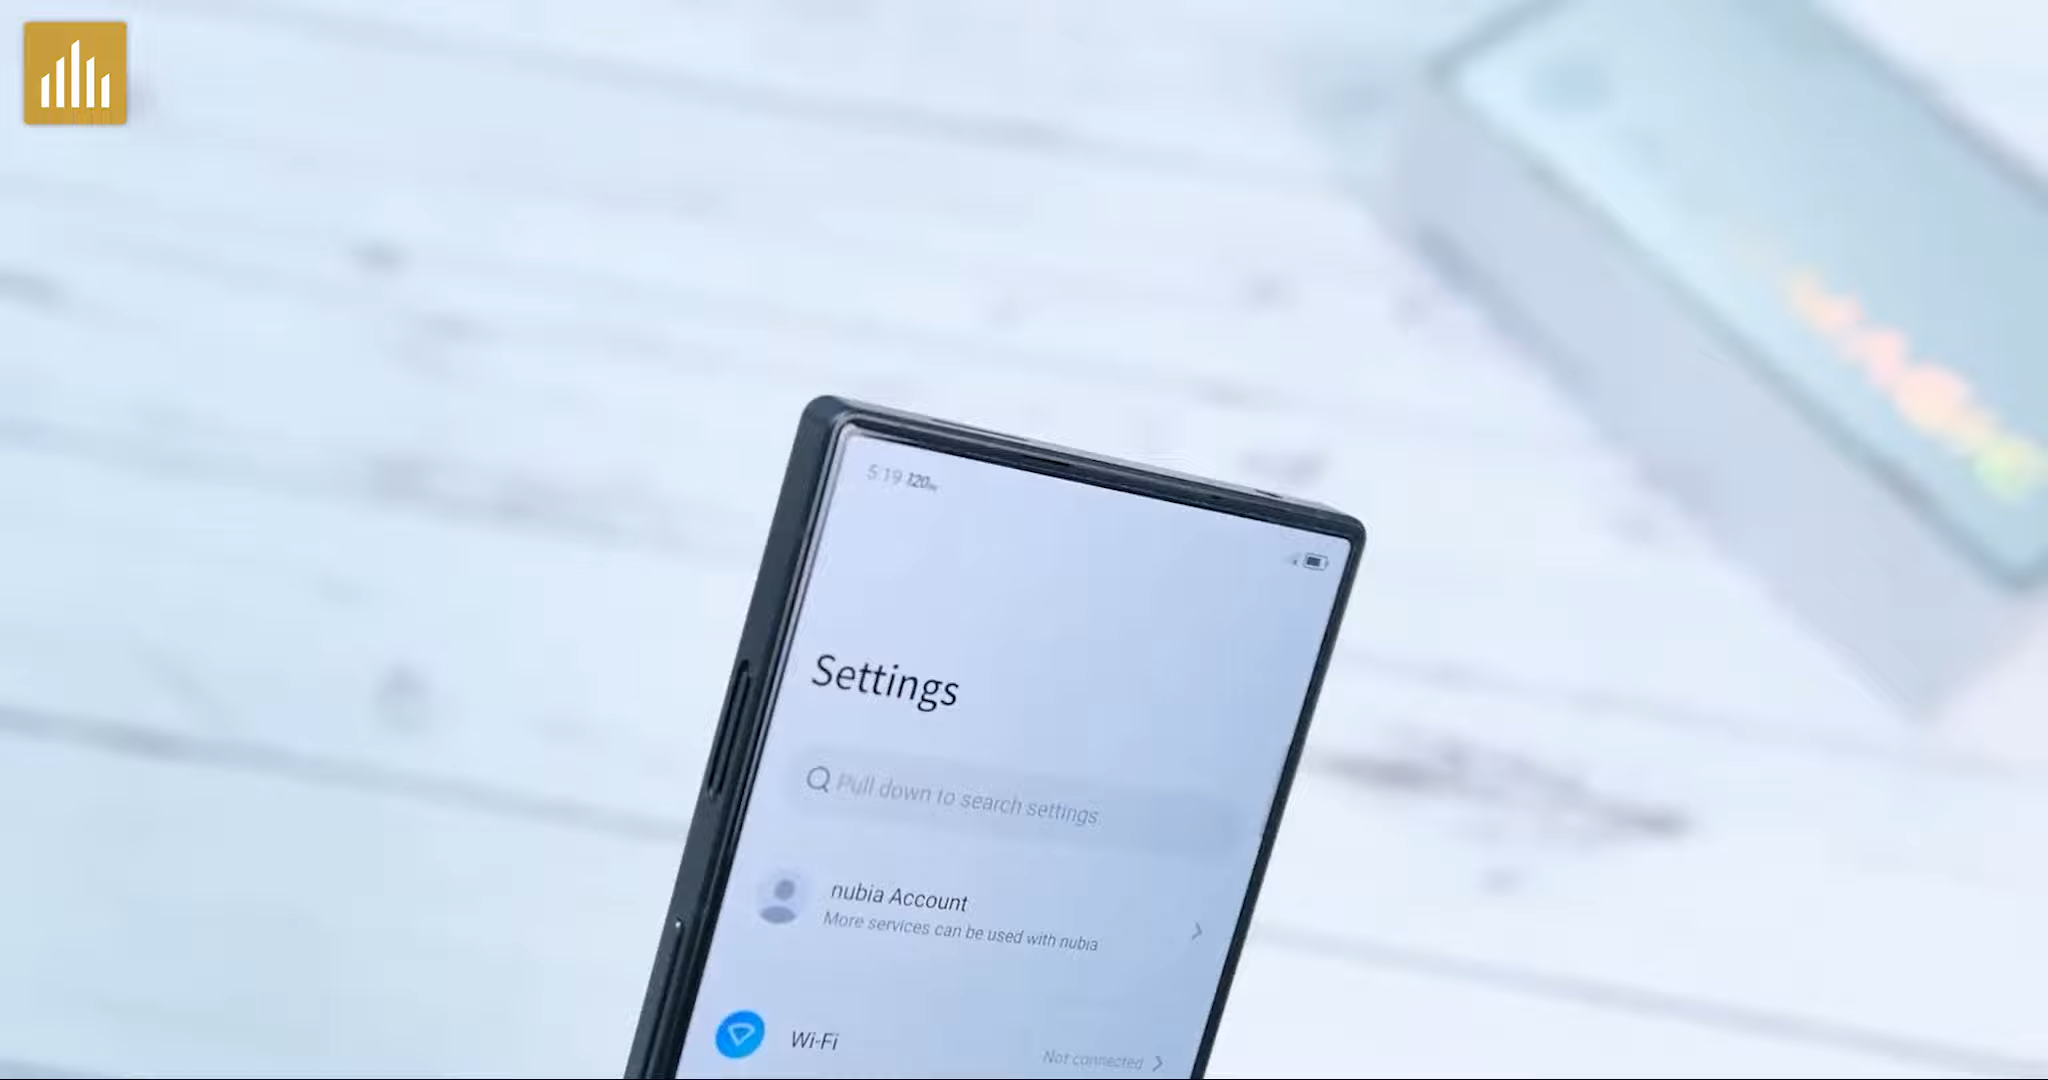 5:19 120Hz
Settings
Pull down to search settings
nubia Account
More services can be used with nubia
Wi-Fi
Not connected